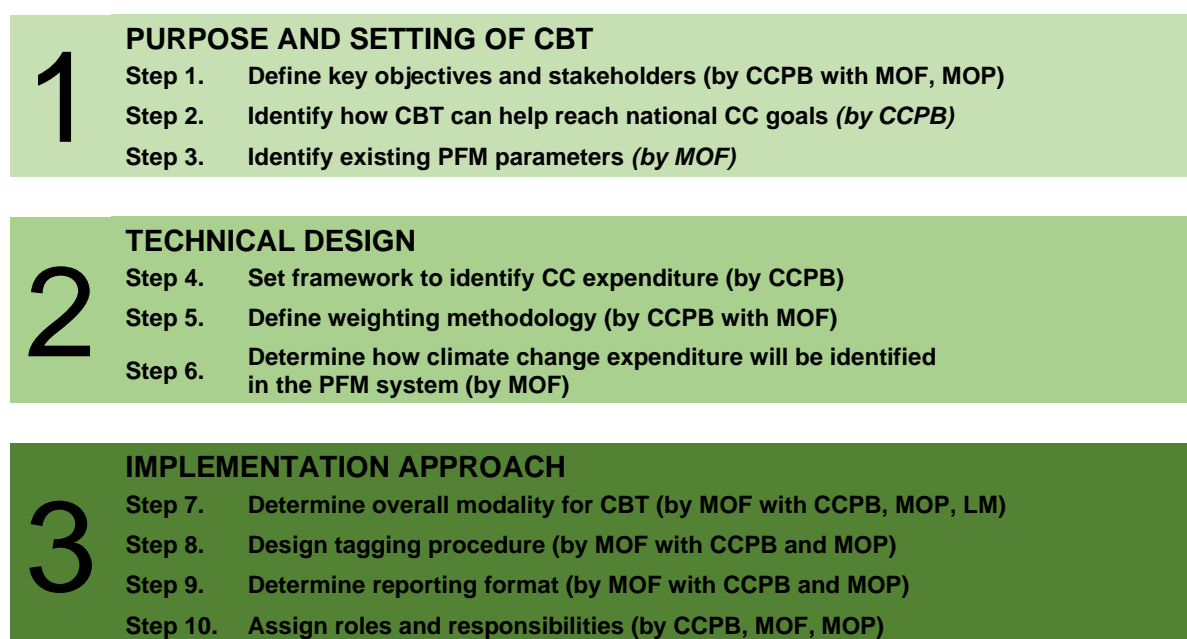 1
PURPOSE AND SETTING OF CBT
Step 1. Define key objectives and stakeholders (by CCPB with MOF, MOP)
Step 2. Identify how CBT can help reach national CC goals (by CCPB)
Step 3. Identify existing PFM parameters (by MOF)
2
TECHNICAL DESIGN
Step 4. Set framework to identify CC expenditure (by CCPB)
Step 5. Define weighting methodology (by CCPB with MOF)
Step 6. Determine how climate change expenditure will be identified
in the PFM system (by MOF)
3
IMPLEMENTATION APPROACH
Step 7. Determine overall modality for CBT (by MOF with CCPB, MOP, LM)
Step 8. Design tagging procedure (by MOF with CCPB and MOP)
Step 9. Determine reporting format (by MOF with CCPB and MOP)
Step 10. Assign roles and responsibilities (by CCPB, MOF, MOP)